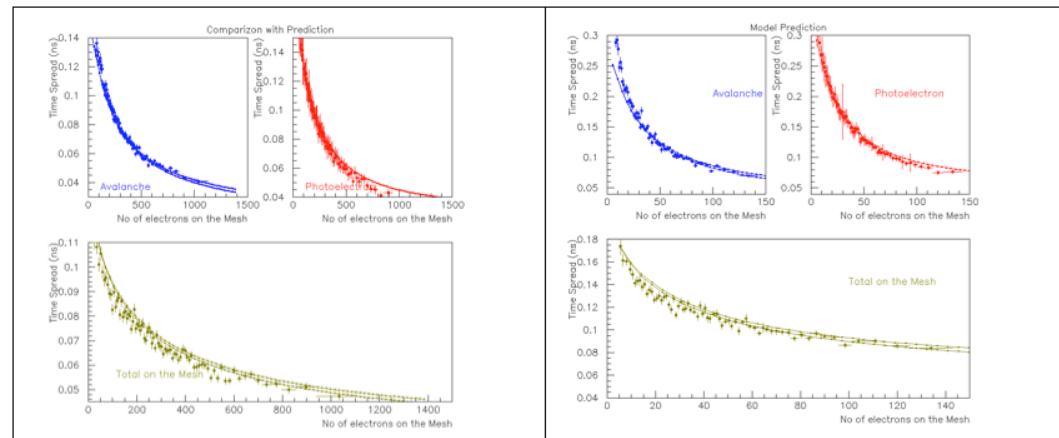 Comparizon with Prediction
Time Spread (ns)
0.14
0.12
0.1
0.08
0.06
0.04
Avalanche
0 500 1000 1500
No of electrons on the Mesh
Time Spread (ns)
0.14
0.12
0.1
0.08
0.06
0.04
Photoelectron
0 500 1000 1500
No of electrons on the Mesh
Time Spread (ns)
0.11
0.1
0.09
0.08
0.07
0.06
0.05
Total on the Mesh
0 200 400 600 800 1000 1200 1400
No of electrons on the Mesh
Model Prediction
Time Spread (ns)
0.3
0.25
0.2
0.15
0.1
0.05
Avalanche
0 50 100 150
No of electrons on the Mesh
Time Spread (ns)
0.3
0.25
0.2
0.15
0.1
0.05
Photoelectron
0 50 100 150
No of electrons on the Mesh
Time Spread (ns)
0.18
0.16
0.14
0.12
0.1
0.08
0.06
0.04
Total on the Mesh
0 20 40 60 80 100 120 140
No of electrons on the Mesh